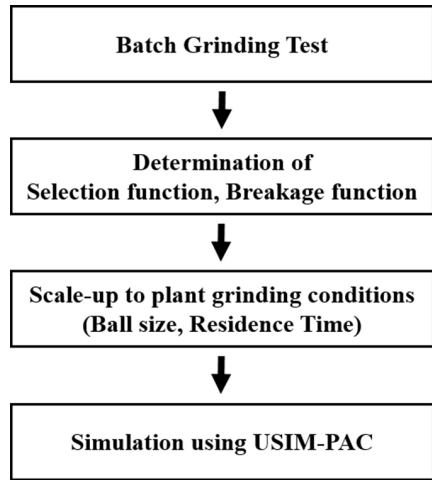 Batch Grinding Test
Determination of
Selection function, Breakage function
Scale-up to plant grinding conditions
(Ball size, Residence Time)
Simulation using USIM-PAC